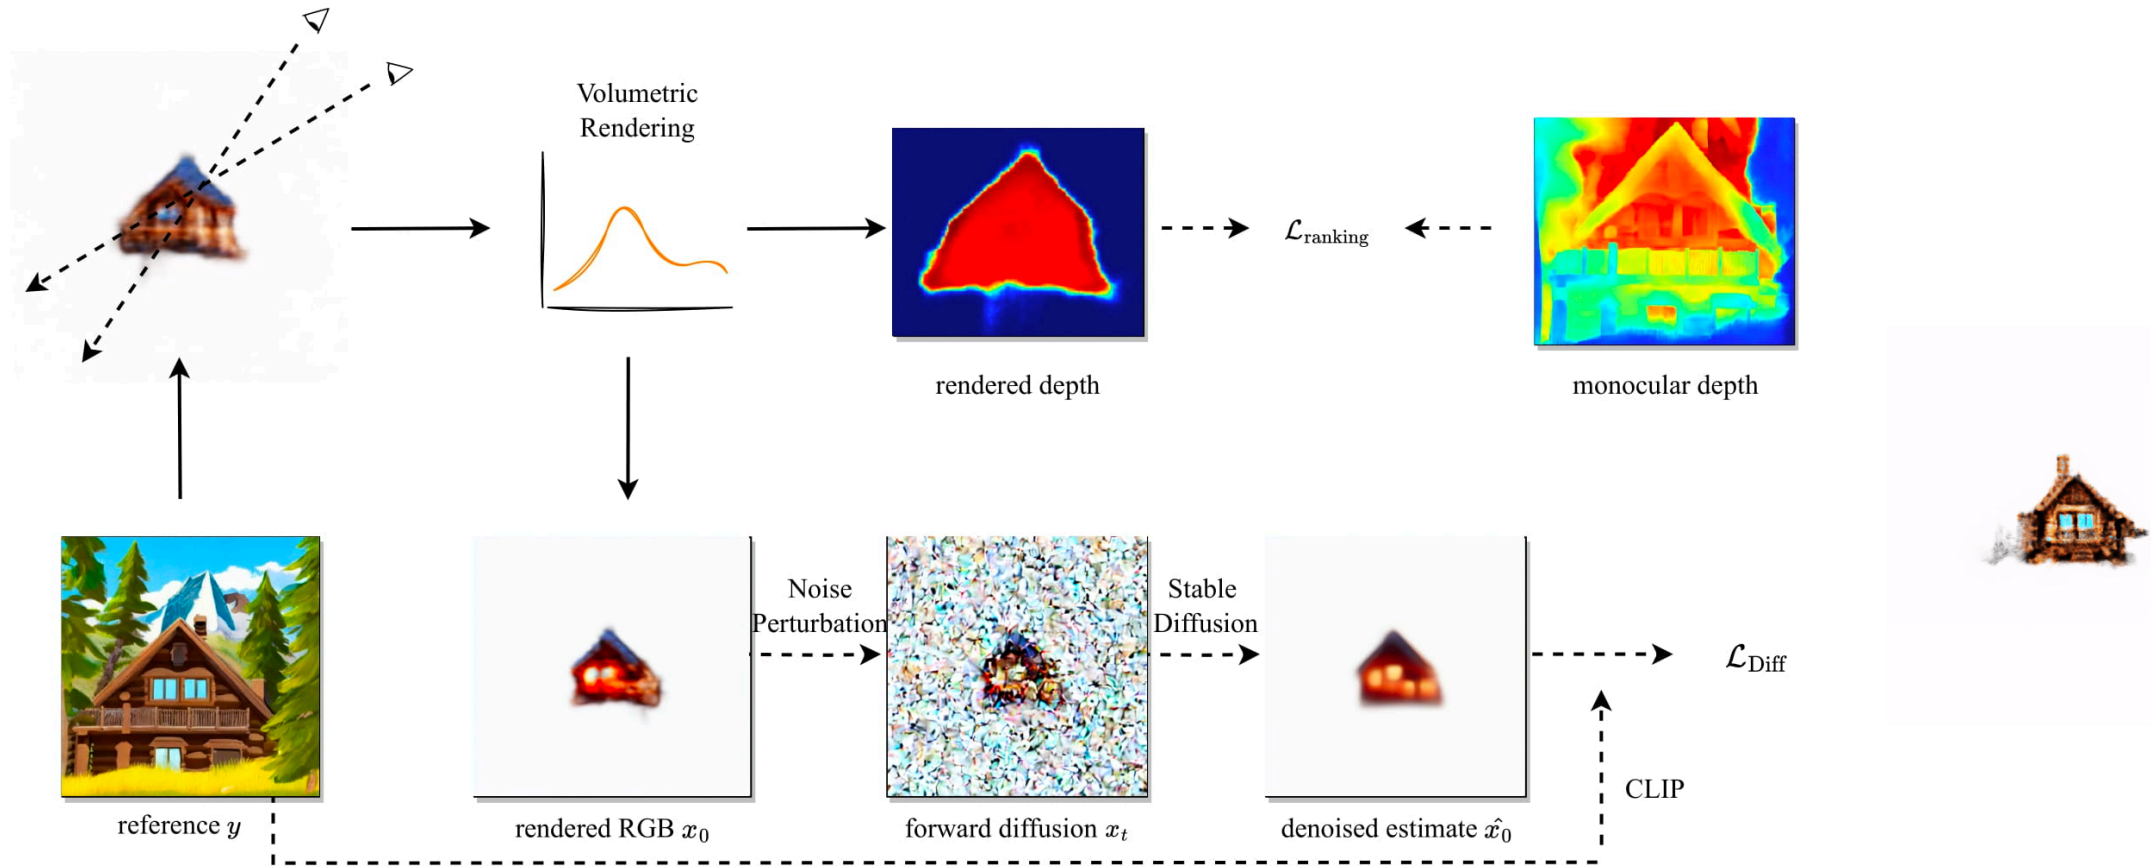 Volumetric
Rendering
ℒranking
rendered depth
monocular depth
Noise
Perturbation
Stable
Diffusion
ℒDiff
CLIP
reference y
rendered RGB x₀
forward diffusion xₜ
denoised estimate x̂₀